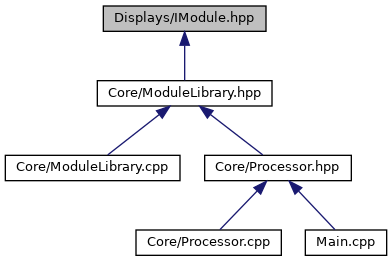 Displays/IModule.hpp
Core/ModuleLibrary.hpp
Core/ModuleLibrary.cpp
Core/Processor.hpp
Core/Processor.cpp
Main.cpp